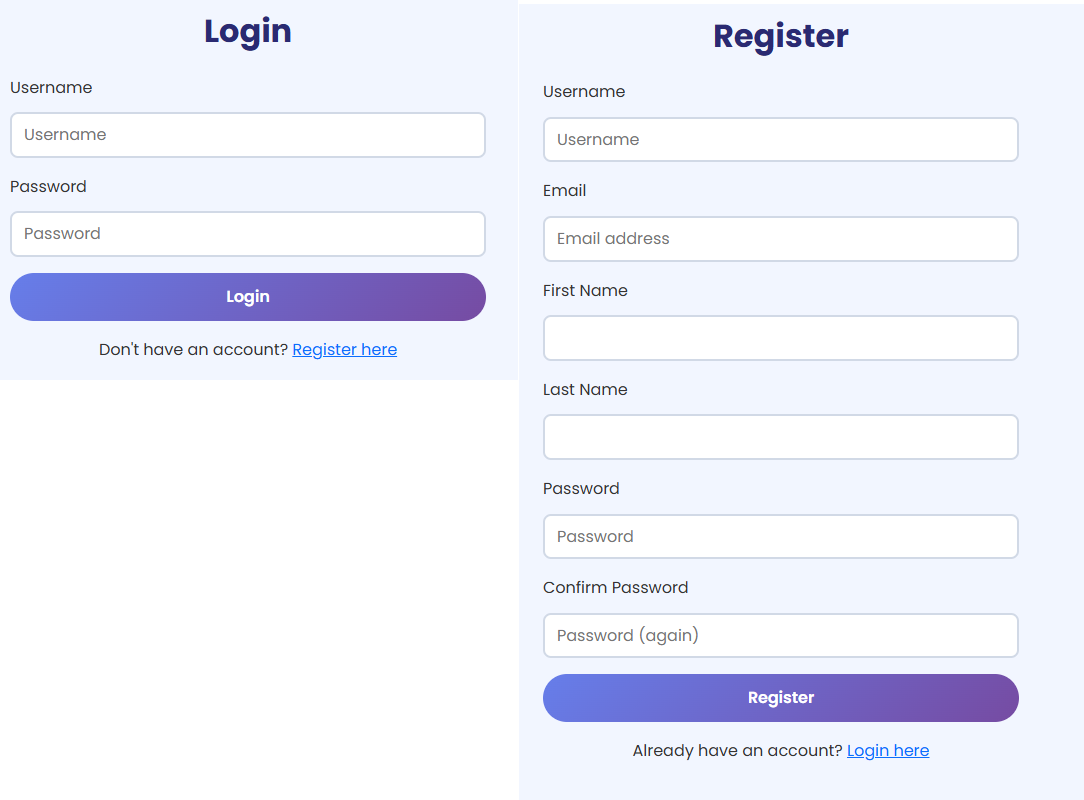 Login
Username
Username
Password
Password
Login
Don't have an account? Register here
Register
Username
Username
Email
Email address
First Name
Last Name
Password
Password
Confirm Password
Password (again)
Register
Already have an account? Login here